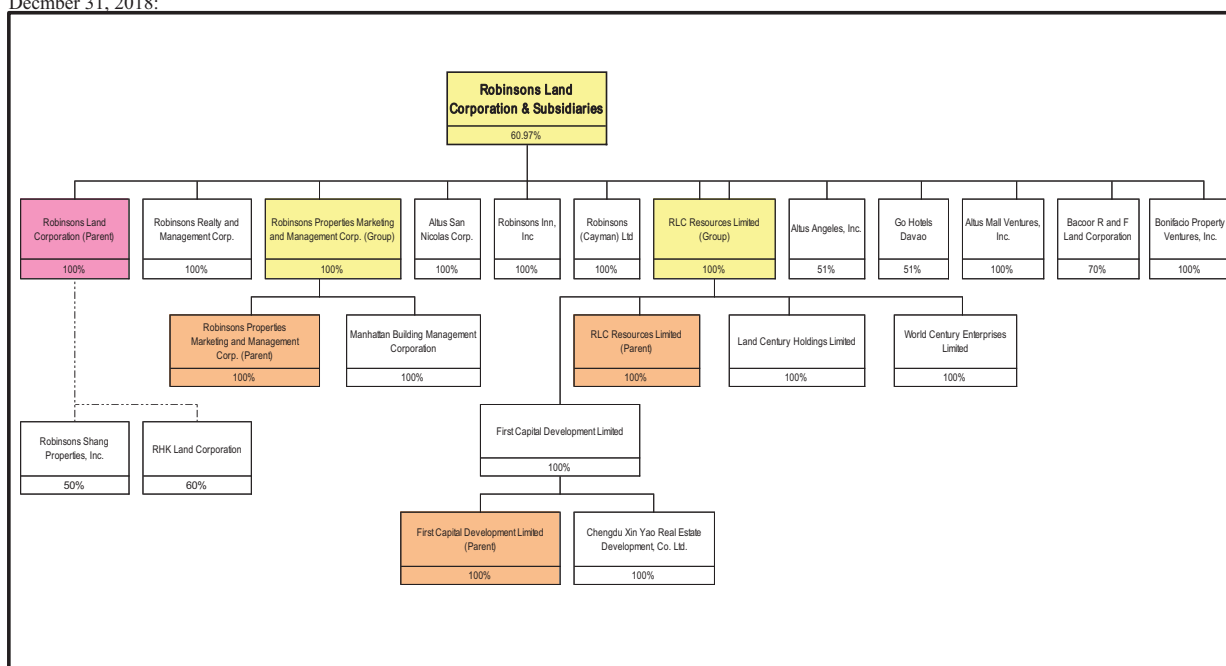 Decmber 31, 2018:
Robinsons Land
Corporation & Subsidiaries
60.97%
Robinsons Land
Corporation (Parent)
100%
Robinsons Realty and
Management Corp.
100%
Robinsons Properties Marketing
and Management Corp. (Group)
100%
Altus San
Nicolas Corp.
100%
Robinsons Inn,
Inc
100%
Robinsons
(Cayman) Ltd
100%
RLC Resources Limited
(Group)
100%
Altus Angeles, Inc.
51%
Go Hotels
Davao
51%
Altus Mall Ventures,
Inc.
100%
Bacoor R and F
Land Corporation
70%
Bonifacio Property
Ventures, Inc.
100%
Robinsons Properties
Marketing and Management
Corp. (Parent)
100%
Manhattan Building Management
Corporation
100%
RLC Resources Limited
(Parent)
100%
Land Century Holdings Limited
100%
World Century Enterprises
Limited
100%
Robinsons Shang
Properties, Inc.
50%
RHK Land Corporation
60%
First Capital Development Limited
100%
First Capital Development Limited
(Parent)
100%
Chengdu Xin Yao Real Estate
Development, Co. Ltd.
100%